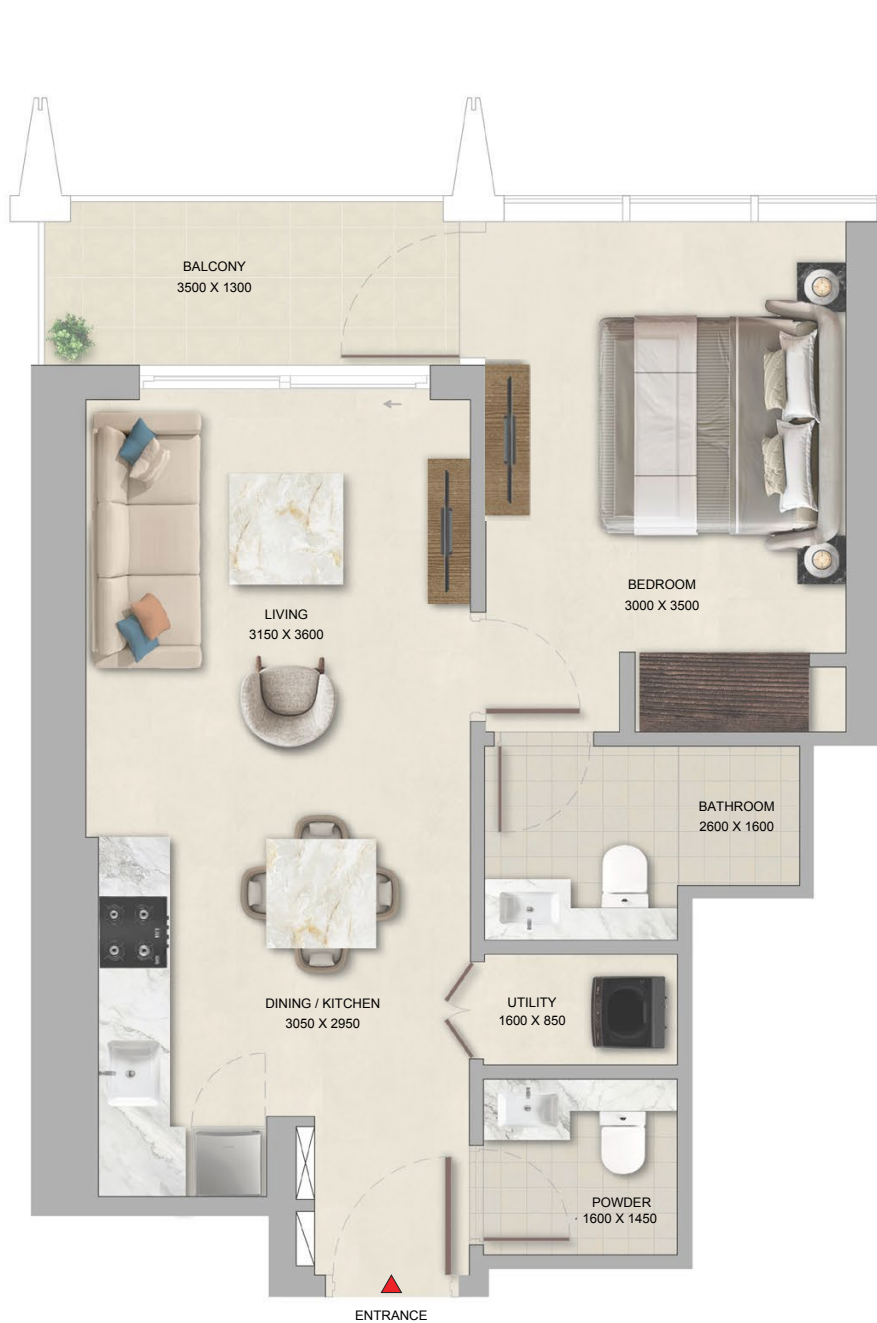 BALCONY
3500 X 1300
BEDROOM
3000 X 3500
LIVING
3150 X 3600
BATHROOM
2600 X 1600
DINING / KITCHEN
3050 X 2950
UTILITY
1600 X 850
POWDER
1600 X 1450
ENTRANCE